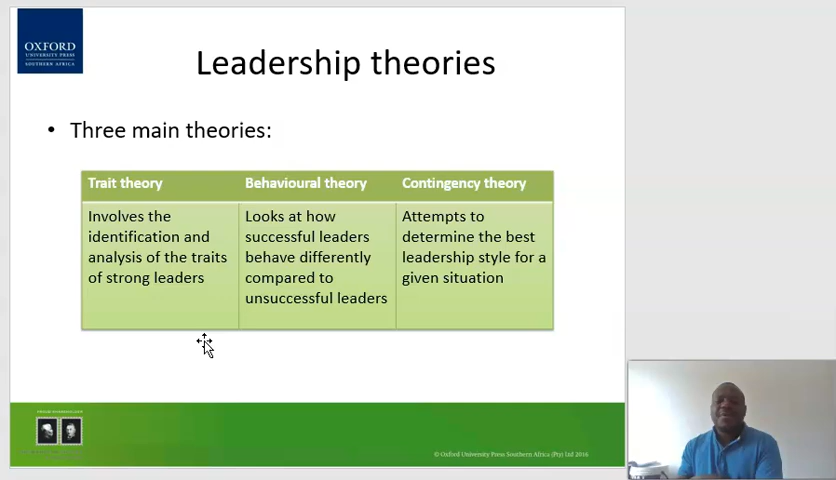 OXFORD
UNIVERSITY PRESS
SOUTHERN AFRICA
Leadership theories
• Three main theories:
Trait theory
Involves the
identification and
analysis of the traits
of strong leaders
Behavioural theory
Looks at how
successful leaders
behave differently
compared to
unsuccessful leaders
Contingency theory
Attempts to
determine the best
leadership style for a
given situation
© Oxford University Press Southern Africa (Pty) Ltd 2016